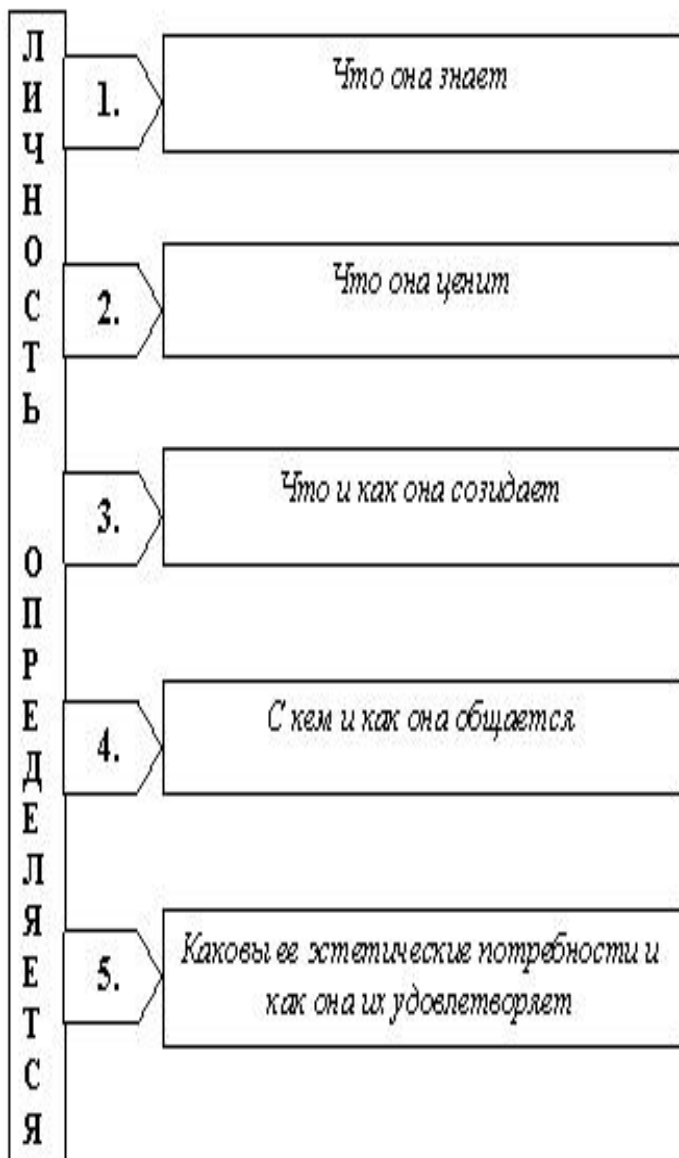 ЛИЧНОСТЬ ОПРЕДЕЛЯЕТСЯ
1.
Что она знает
2.
Что она ценит
3.
Что и как она созидает
4.
С кем и как она общается
5.
Каковы ее эстетические потребности и
как она их удовлетворяет